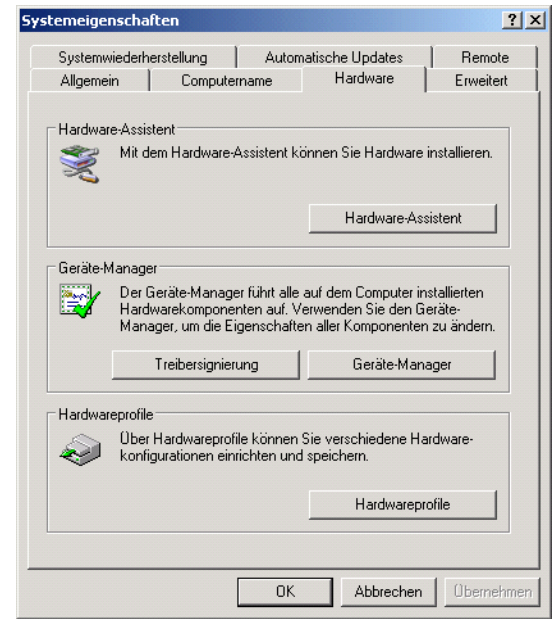 Systemeigenschaften
Systemwiederherstellung Automatische Updates Remote
Allgemein Computername Hardware Erweitert
Hardware-Assistent
Mit dem Hardware-Assistent können Sie Hardware installieren.
Hardware-Assistent
Geräte-Manager
Der Geräte-Manager führt alle auf dem Computer installierten
Hardwarekomponenten auf. Verwenden Sie den Geräte-
Manager, um die Eigenschaften aller Komponenten zu ändern.
Treibersignierung Geräte-Manager
Hardwareprofile
Über Hardwareprofile können Sie verschiedene Hardware-
konfigurationen einrichten und speichern.
Hardwareprofile
OK Abbrechen Übernehmen